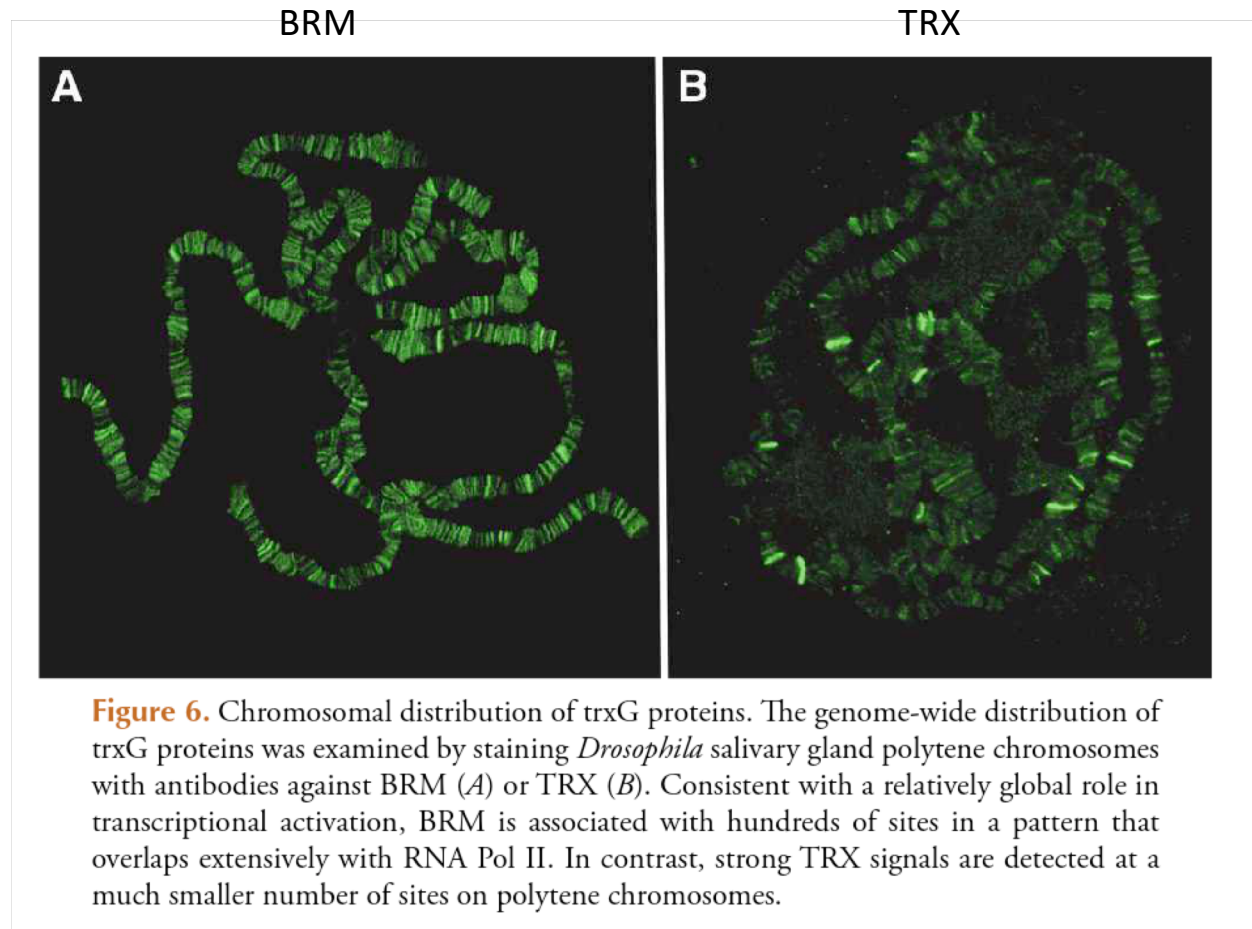 BRM
TRX
A
B
Figure 6. Chromosomal distribution of trxG proteins. The genome-wide distribution of
trxG proteins was examined by staining Drosophila salivary gland polytene chromosomes
with antibodies against BRM (A) or TRX (B). Consistent with a relatively global role in
transcriptional activation, BRM is associated with hundreds of sites in a pattern that
overlaps extensively with RNA Pol II. In contrast, strong TRX signals are detected at a
much smaller number of sites on polytene chromosomes.